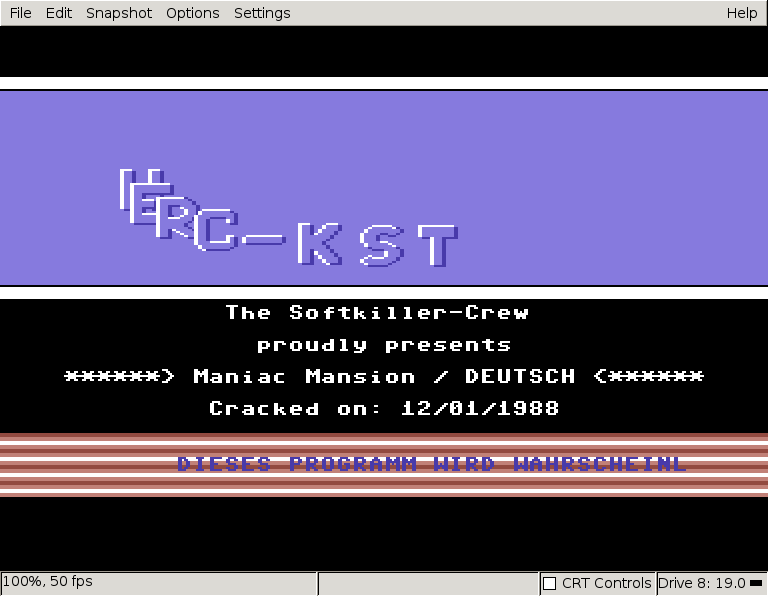 File Edit Snapshot Options Settings Help
HERC-KST
The Softkiller-Crew
proudly presents
******> Maniac Mansion / DEUTSCH <******
Cracked on: 12/01/1988
DIESES PROGRAMM WIRD WAHRSCHEINL
100%, 50 fps CRT Controls Drive 8: 19.0